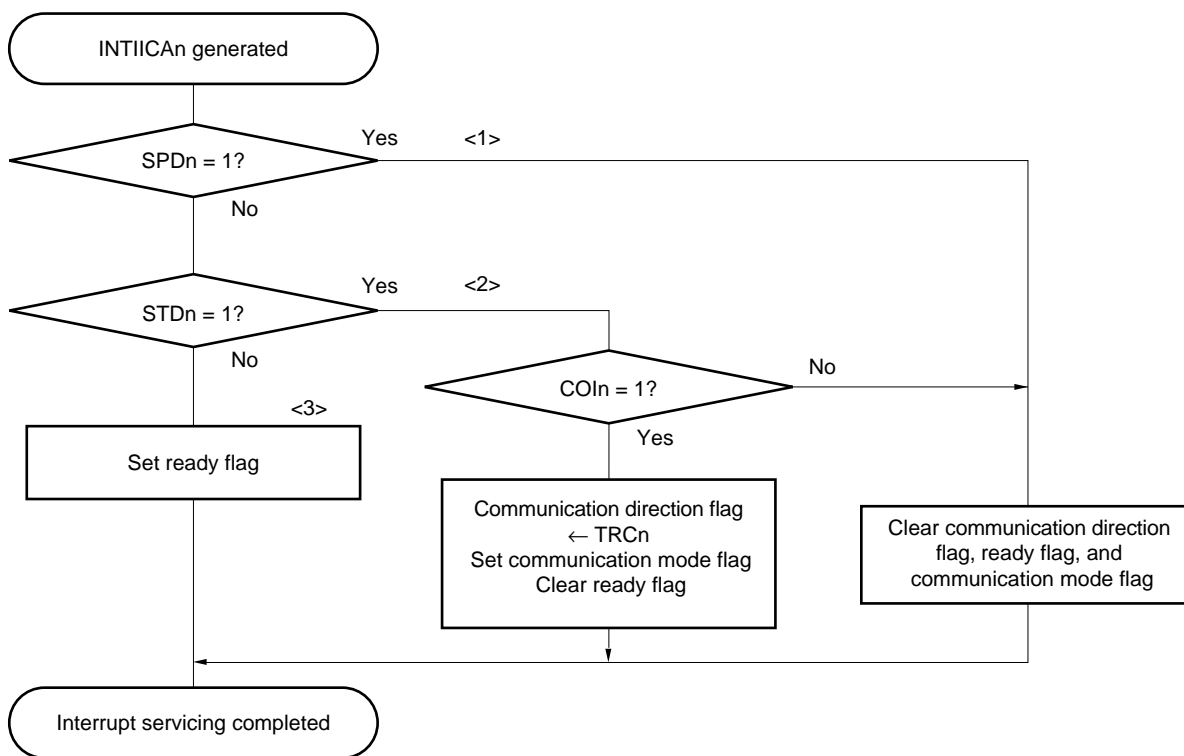 INTIICAn generated
Yes
<1>
SPDn = 1?
No
Yes
<2>
STDn = 1?
No
COIn = 1?
No
<3>
Yes
Set ready flag
Communication direction flag
← TRCn
Set communication mode flag
Clear ready flag
Clear communication direction
flag, ready flag, and
communication mode flag
Interrupt servicing completed